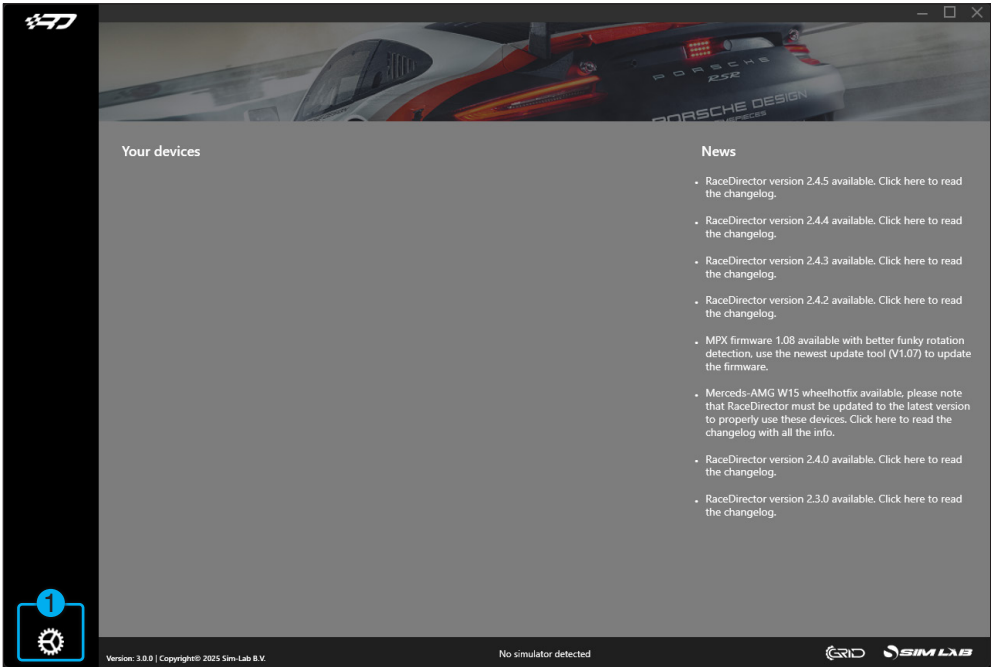 PORSCHE
RSR
PORSCHE DESIGN
TIMEPIECES
Your devices
News
RaceDirector version 2.4.5 available. Click here to read
the changelog.
RaceDirector version 2.4.4 available. Click here to read
the changelog.
RaceDirector version 2.4.3 available. Click here to read
the changelog.
RaceDirector version 2.4.2 available. Click here to read
the changelog.
MPX firmware 1.08 available with better funky rotation
detection, use the newest update tool (V1.07) to update
the firmware.
Merceds-AMG W15 wheelhotfix available, please note
that RaceDirector must be updated to the latest version
to properly use these devices. Click here to read the
changelog with all the info.
RaceDirector version 2.4.0 available. Click here to read
the changelog.
RaceDirector version 2.3.0 available. Click here to read
the changelog.
1
Version: 3.0.0 | Copyright© 2025 Sim-Lab B.V.
No simulator detected
GRID
SIM LAB